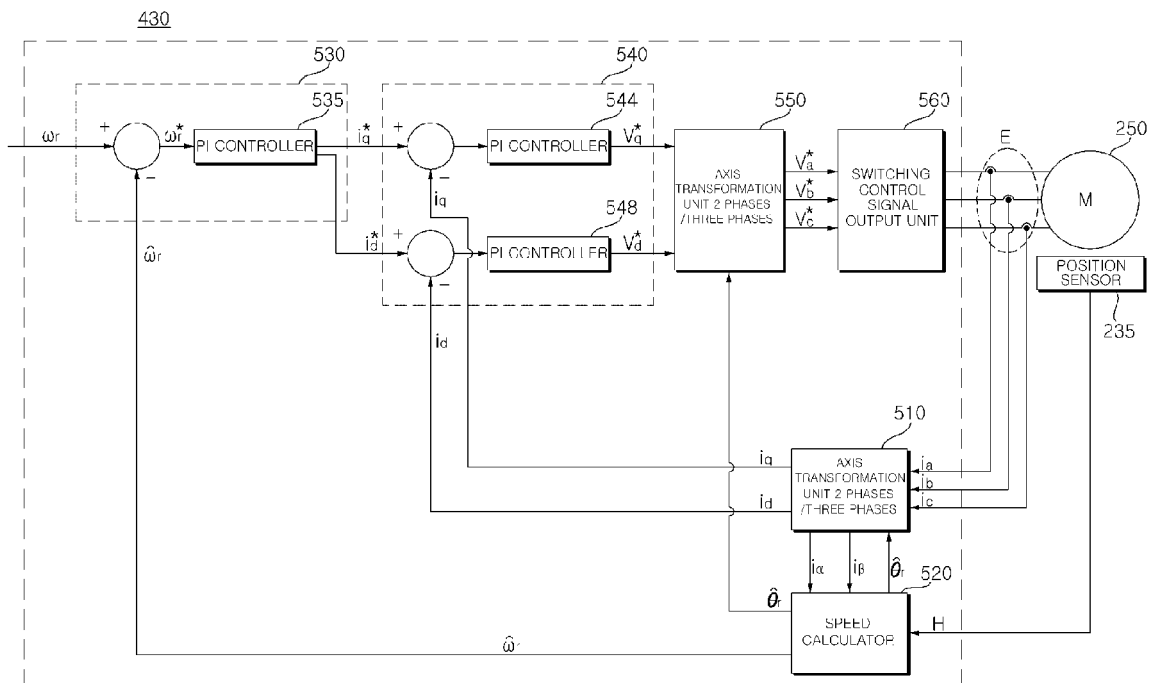 430
530
540
535
544
550
560
250
ωr
+
−
ωr*
PI CONTROLLER
iq*
+
−
PI CONTROLLER
Vq*
AXIS
TRANSFORMATION
UNIT 2 PHASES
/THREE PHASES
Va*
Vb*
Vc*
SWITCHING
CONTROL
SIGNAL
OUTPUT UNIT
E
M
iq
548
id*
+
−
PI CONTROLLER
Vd*
ω̂r
POSITION
SENSOR
235
id
510
iq
id
AXIS
TRANSFORMATION
UNIT 2 PHASES
/THREE PHASES
ia
ib
ic
iα
iβ
θ̂r
520
θ̂r
SPEED
CALCULATOR
H
ω̂r